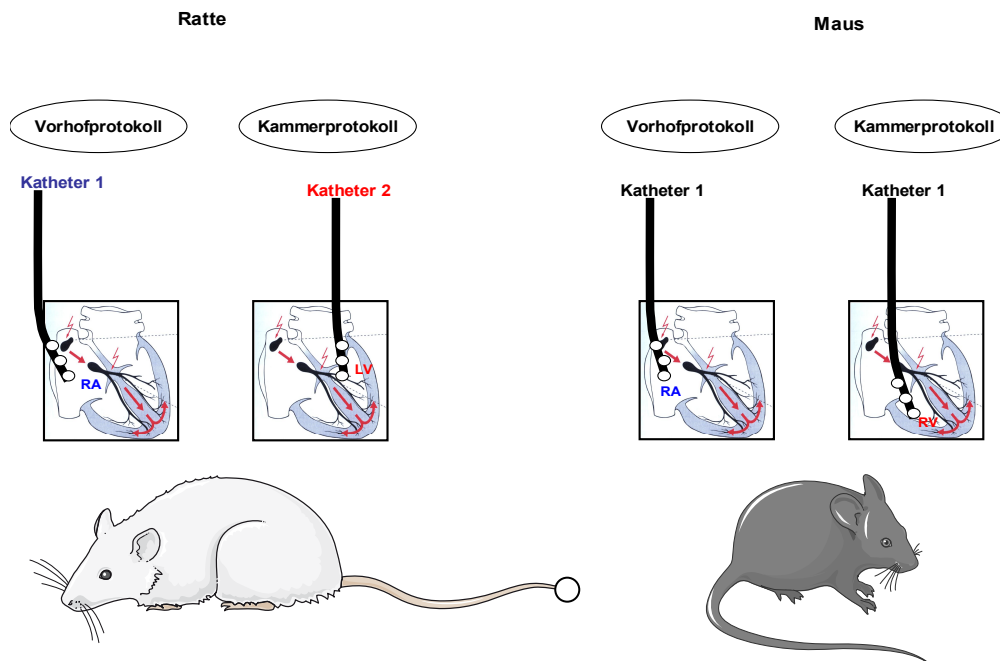 Ratte
Maus
Vorhofprotokoll
Kammerprotokoll
Vorhofprotokoll
Kammerprotokoll
Katheter 1
Katheter 2
Katheter 1
Katheter 1
RA
LV
RA
RV